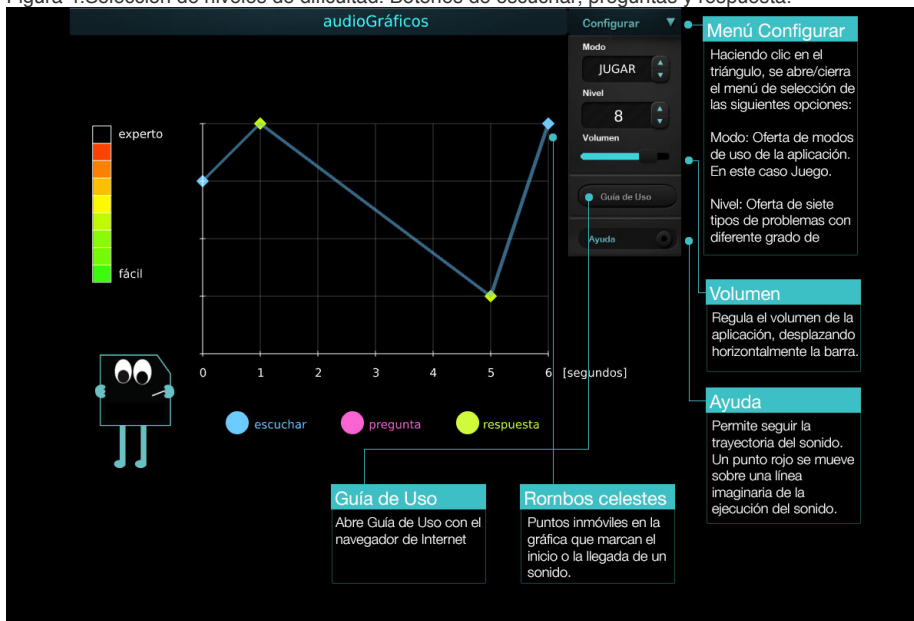 Figura 4.Selección de niveles de dificultad. Botones de escuchar, preguntas y respuesta.
audioGráficos
Configurar
Modo
JUGAR
Nivel
8
Volumen
Guía de Uso
Ayuda
experto
fácil
0 1 2 3 4 5 6 [segundos]
escuchar pregunta respuesta
Menú Configurar
Haciendo clic en el
triángulo, se abre/cierra
el menú de selección de
las siguientes opciones:
Modo: Oferta de modos
de uso de la aplicación.
En este caso Juego.
Nivel: Oferta de siete
tipos de problemas con
diferente grado de
Volumen
Regula el volumen de la
aplicación, desplazando
horizontalmente la barra.
Ayuda
Permite seguir la
trayectoria del sonido.
Un punto rojo se mueve
sobre una línea
imaginaria de la
ejecución del sonido.
Guía de Uso
Abre Guía de Uso con el
navegador de Internet
Rombos celestes
Puntos inmóviles en la
gráfica que marcan el
inicio o la llegada de un
sonido.